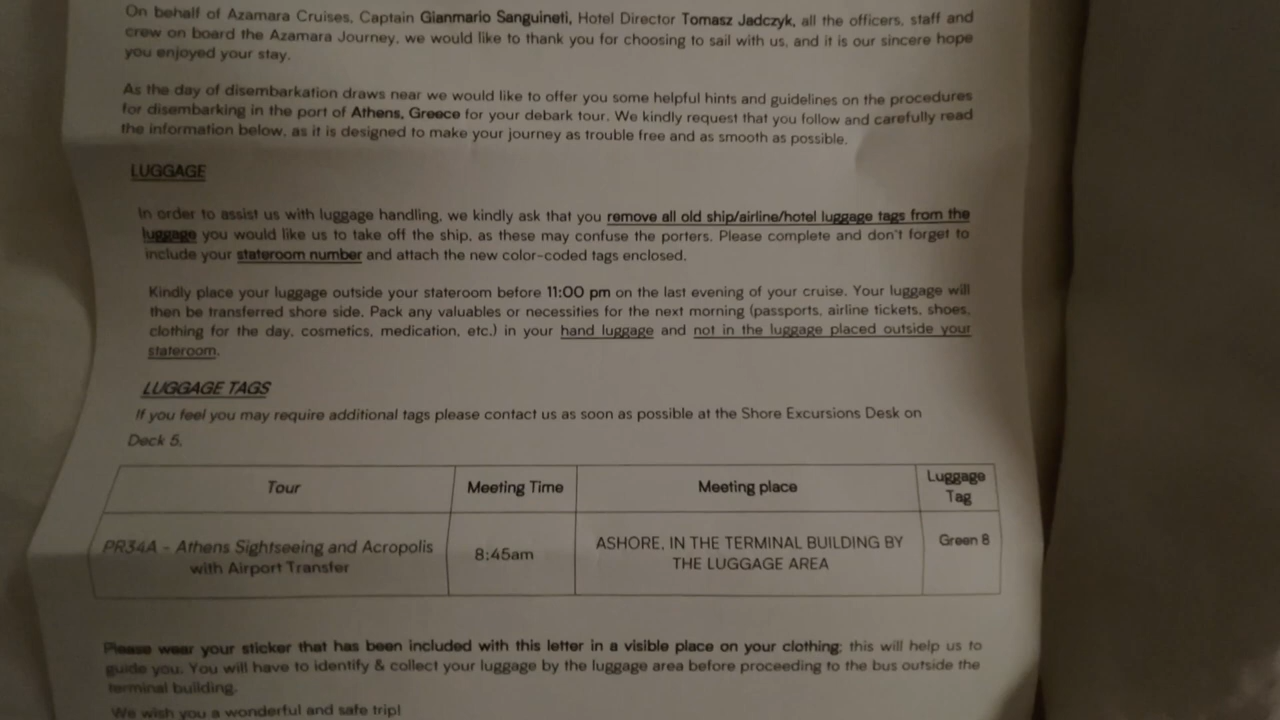 On behalf of Azamara Cruises, Captain Gianmario Sanguineti, Hotel Director Tomasz Jadczyk, all the officers, staff and
crew on board the Azamara Journey, we would like to thank you for choosing to sail with us, and it is our sincere hope
you enjoyed your stay.
As the day of disembarkation draws near we would like to offer you some helpful hints and guidelines on the procedures
for disembarking in the port of Athens, Greece for your debark tour. We kindly request that you follow and carefully read
the information below, as it is designed to make your journey as trouble free and as smooth as possible.
LUGGAGE
In order to assist us with luggage handling, we kindly ask that you remove all old ship/airline/hotel luggage tags from the
luggage you would like us to take off the ship, as these may confuse the porters. Please complete and don't forget to
include your stateroom number and attach the new color-coded tags enclosed.
Kindly place your luggage outside your stateroom before 11:00 pm on the last evening of your cruise. Your luggage will
then be transferred shore side. Pack any valuables or necessities for the next morning (passports, airline tickets, shoes,
clothing for the day, cosmetics, medication, etc.) in your hand luggage and not in the luggage placed outside your
stateroom.
LUGGAGE TAGS
If you feel you may require additional tags please contact us as soon as possible at the Shore Excursions Desk on
Deck 5.
Tour Meeting Time Meeting place Luggage
Tag
PR34A - Athens Sightseeing and Acropolis
with Airport Transfer
8:45am
ASHORE, IN THE TERMINAL BUILDING BY
THE LUGGAGE AREA
Green 8
Please wear your sticker that has been included with this letter in a visible place on your clothing; this will help us to
guide you. You will have to identify & collect your luggage by the luggage area before proceeding to the bus outside the
terminal building.
We wish you a wonderful and safe trip!